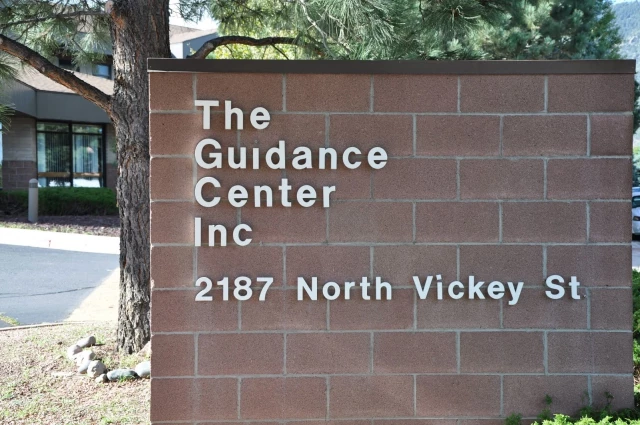 The
Guidance
Center
Inc
2187 North Vickey St